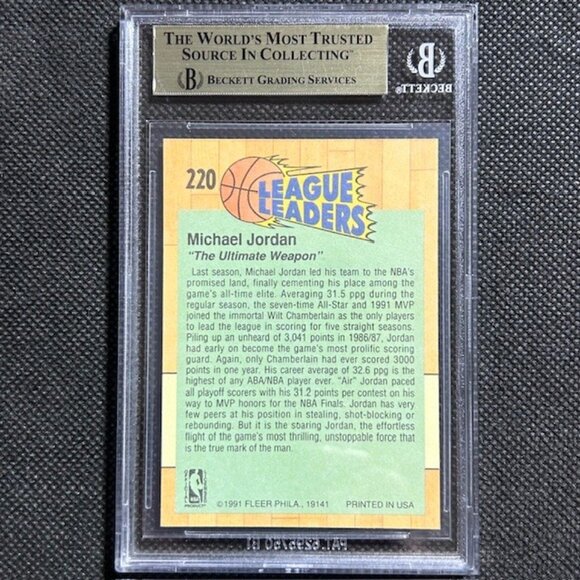 THE WORLD'S MOST TRUSTED
SOURCE IN COLLECTING™
B BECKETT GRADING SERVICES
B
BECKETT
220
LEAGUE
LEADERS
Michael Jordan
"The Ultimate Weapon"
Last season, Michael Jordan led his team to the NBA's
promised land, finally cementing his place among the
game's all-time elite. Averaging 31.5 ppg during the
regular season, the seven-time All-Star and 1991 MVP
joined the immortal Wilt Chamberlain as the only players
to lead the league in scoring for five straight seasons.
Piling up an unheard of 3,041 points in 1986/87, Jordan
had early on become the game's most prolific scoring
guard. Again, only Chamberlain had ever scored 3000
points in one year. His career average of 32.6 ppg is the
highest of any ABA/NBA player ever. "Air" Jordan paced
all playoff scorers with his 31.2 points per contest on his
way to MVP honors for the NBA Finals. Jordan has very
few peers at his position in stealing, shot-blocking or
rebounding. But it is the soaring Jordan, the effortless
flight of the game's most thrilling, unstoppable force that
is the true mark of the man.
©1991 FLEER PHILA., 19141
PRINTED IN USA